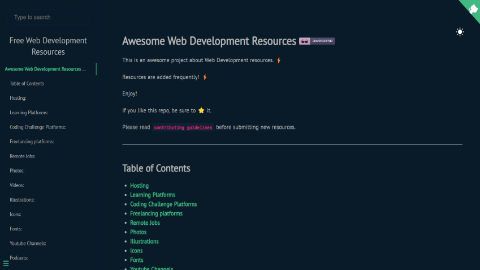 Type to search
Free Web Development
Resources
Awesome Web Development Resources ...
Table of Contents
Hosting:
Learning Platforms:
Coding Challenge Platforms:
Freelancing platforms:
Remote Jobs:
Photos:
Videos:
Illustrations:
Icons:
Fonts:
Youtube Channels:
Podcasts:
Awesome Web Development Resources
This is an awesome project about Web Development resources.
Resources are added frequently!
Enjoy!
If you like this repo, be sure to ⭐ it.
Please read contributing guidelines before submitting new resources.
Table of Contents
Hosting
Learning Platforms
Coding Challenge Platforms
Freelancing platforms
Remote Jobs
Photos
Illustrations
Icons
Fonts
Youtube Channels